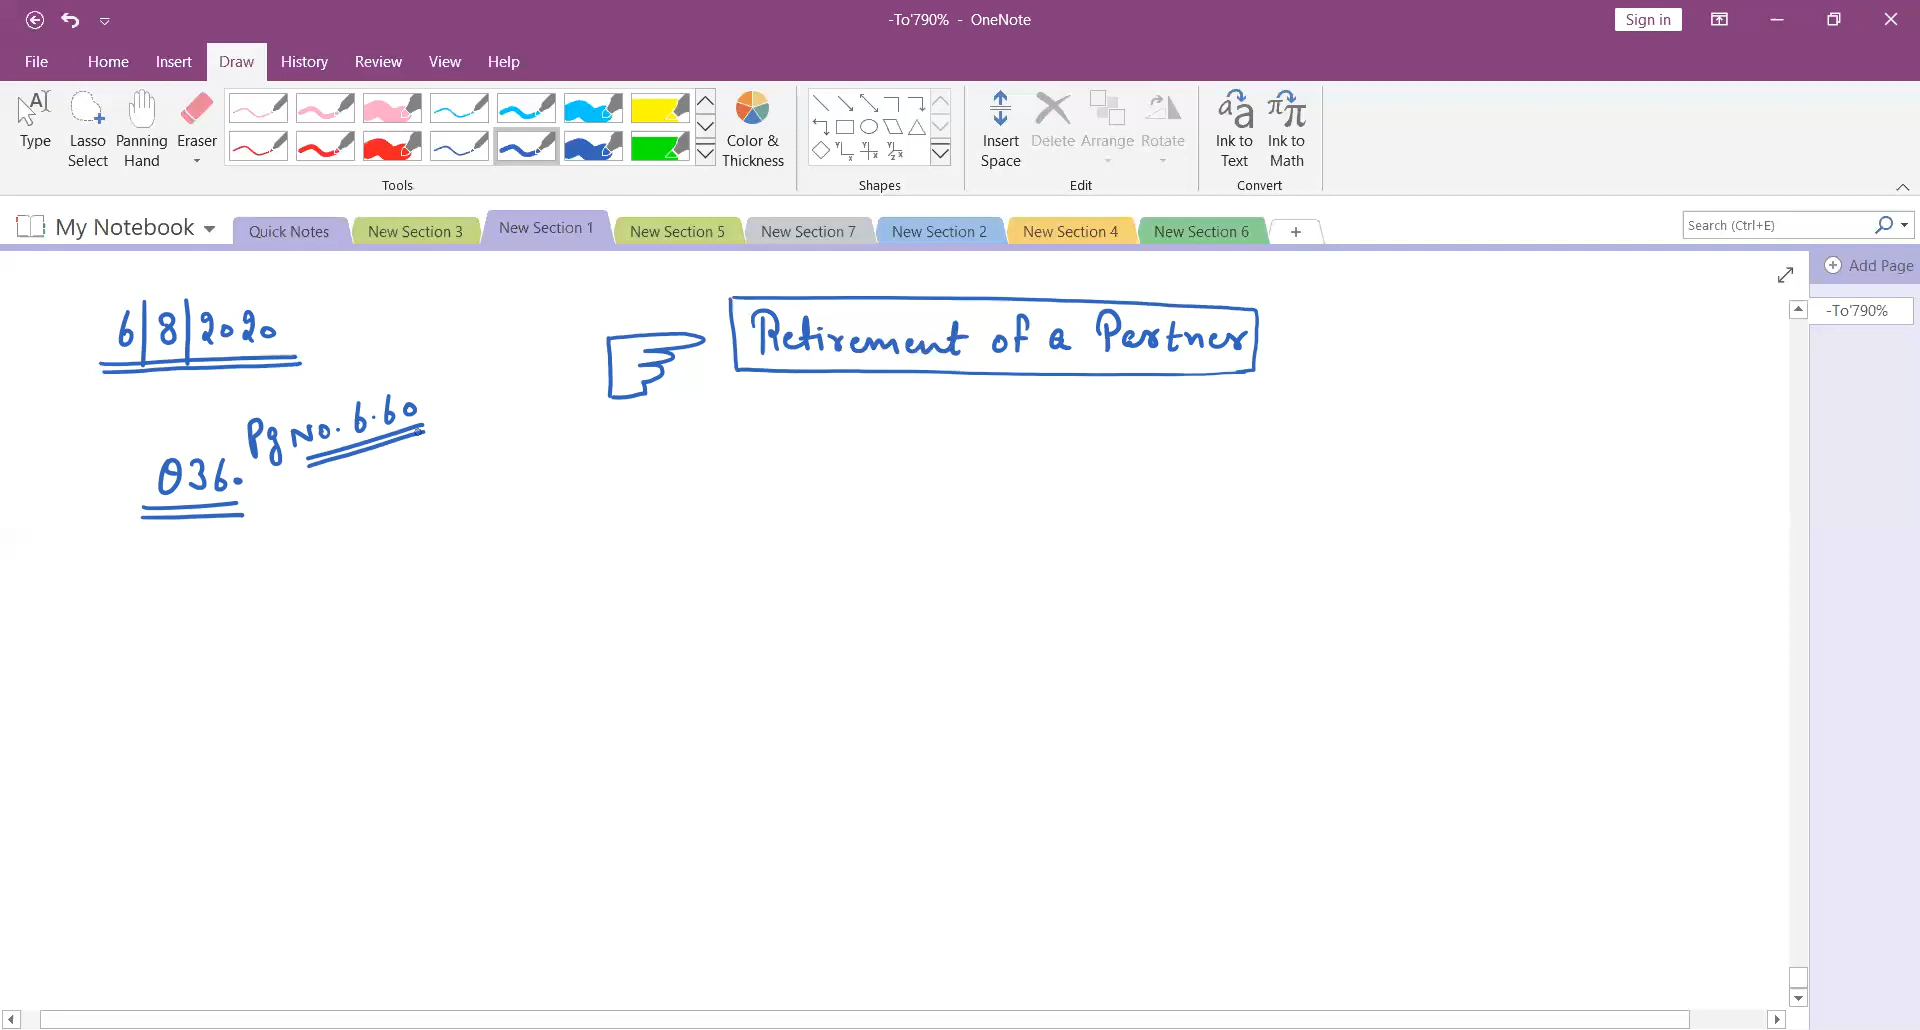 -To'790% - OneNote
Sign in
File Home Insert Draw History Review View Help
Type
Lasso Select
Panning Hand
Eraser
Color & Thickness
Insert Space
Delete
Arrange
Rotate
Ink to Text
Ink to Math
Tools
Shapes
Edit
Convert
My Notebook
Quick Notes
New Section 3
New Section 1
New Section 5
New Section 7
New Section 2
New Section 4
New Section 6
Search (Ctrl+E)
Add Page
-To'790%
6|8|2020
Retirement of a Partner
Pg No. 6.60
Q36.